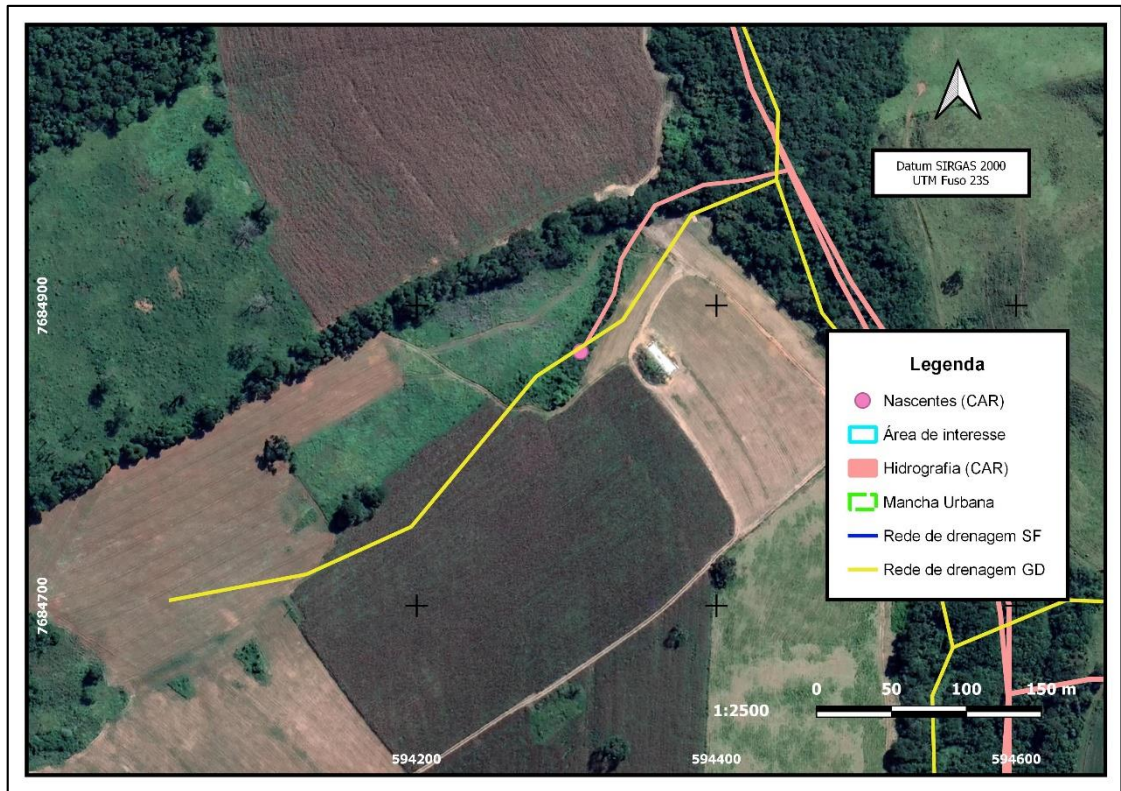 Datum SIRGAS 2000
UTM Fuso 23S
7684900
7684700
Legenda
Nascentes (CAR)
Área de interesse
Hidrografia (CAR)
Mancha Urbana
Rede de drenagem SF
Rede de drenagem GD
0 50 100 150 m
1:2500
594200 594400 594600